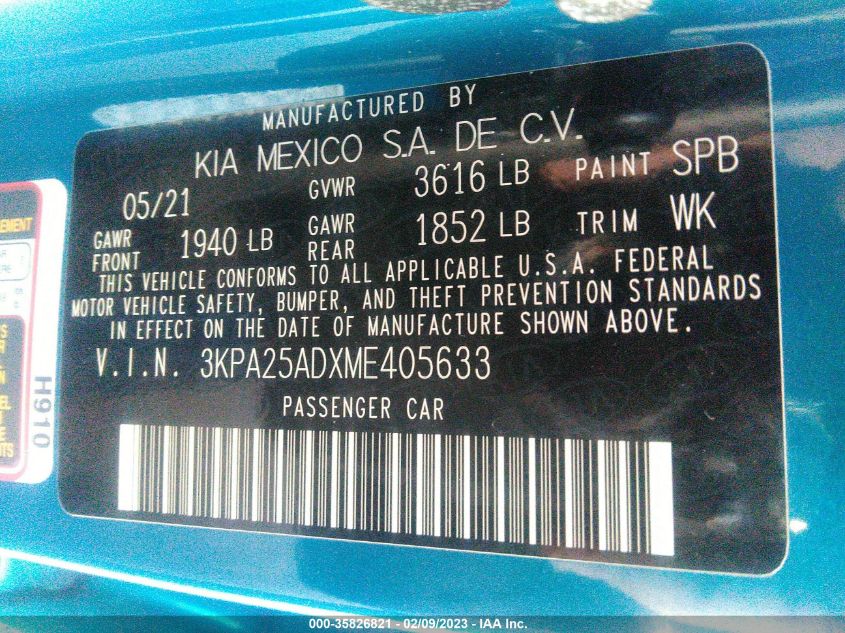 MANUFACTURED BY
KIA MEXICO S.A. DE C.V.
05/21 GVWR 3616 LB PAINT SPB
GAWR FRONT 1940 LB GAWR REAR 1852 LB TRIM WK
THIS VEHICLE CONFORMS TO ALL APPLICABLE U.S.A. FEDERAL
MOTOR VEHICLE SAFETY, BUMPER, AND THEFT PREVENTION STANDARDS
IN EFFECT ON THE DATE OF MANUFACTURE SHOWN ABOVE.
V.I.N. 3KPA25ADXME405633
PASSENGER CAR
H910
000-35826821 - 02/09/2023 - IAA Inc.